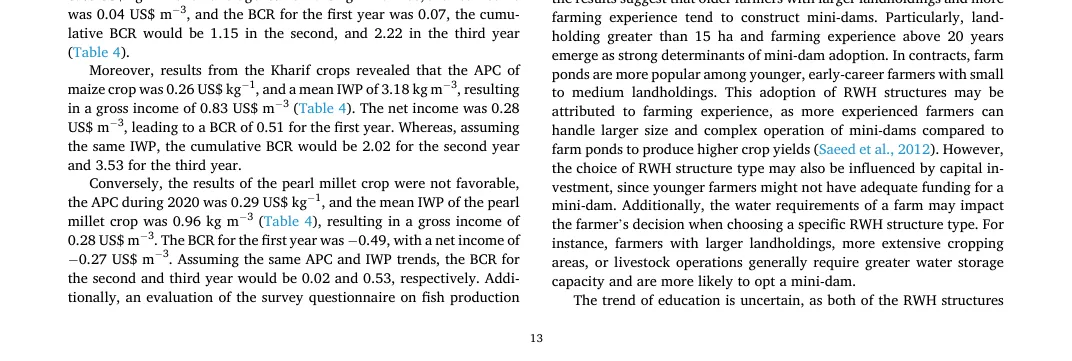 was 0.04 US$ m⁻³, and the BCR for the first year was 0.07, the cumu-
lative BCR would be 1.15 in the second, and 2.22 in the third year
(Table 4).
Moreover, results from the Kharif crops revealed that the APC of
maize crop was 0.26 US$ kg⁻¹, and a mean IWP of 3.18 kg m⁻³, resulting
in a gross income of 0.83 US$ m⁻³ (Table 4). The net income was 0.28
US$ m⁻³, leading to a BCR of 0.51 for the first year. Whereas, assuming
the same IWP, the cumulative BCR would be 2.02 for the second year
and 3.53 for the third year.
Conversely, the results of the pearl millet crop were not favorable,
the APC during 2020 was 0.29 US$ kg⁻¹, and the mean IWP of the pearl
millet crop was 0.96 kg m⁻³ (Table 4), resulting in a gross income of
0.28 US$ m⁻³. The BCR for the first year was −0.49, with a net income of
−0.27 US$ m⁻³. Assuming the same APC and IWP trends, the BCR for
the second and third year would be 0.02 and 0.53, respectively. Addi-
tionally, an evaluation of the survey questionnaire on fish production
the results suggest that older farmers with larger landholdings and more
farming experience tend to construct mini-dams. Particularly, land-
holding greater than 15 ha and farming experience above 20 years
emerge as strong determinants of mini-dam adoption. In contracts, farm
ponds are more popular among younger, early-career farmers with small
to medium landholdings. This adoption of RWH structures may be
attributed to farming experience, as more experienced farmers can
handle larger size and complex operation of mini-dams compared to
farm ponds to produce higher crop yields (Saeed et al., 2012). However,
the choice of RWH structure type may also be influenced by capital in-
vestment, since younger farmers might not have adequate funding for a
mini-dam. Additionally, the water requirements of a farm may impact
the farmer's decision when choosing a specific RWH structure type. For
instance, farmers with larger landholdings, more extensive cropping
areas, or livestock operations generally require greater water storage
capacity and are more likely to opt a mini-dam.
The trend of education is uncertain, as both of the RWH structures
13